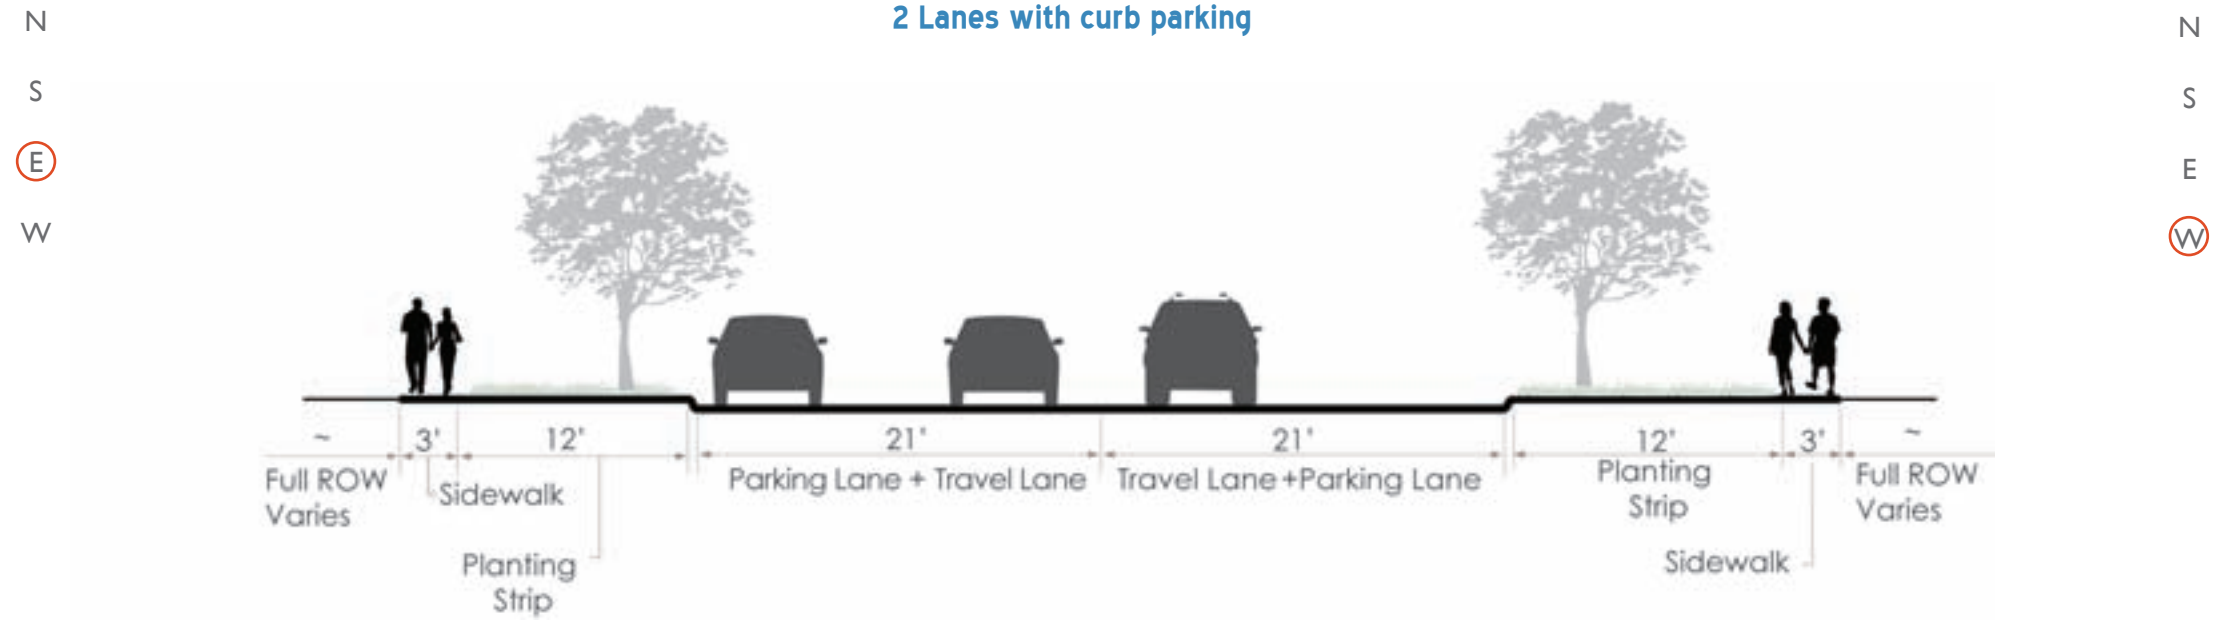 2 Lanes with curb parking
N
S
E
W
N
S
E
W
~
3'
12'
21'
21'
12'
3'
~
Full ROW
Varies
Sidewalk
Planting
Strip
Parking Lane + Travel Lane
Travel Lane +Parking Lane
Planting
Strip
Sidewalk
Full ROW
Varies